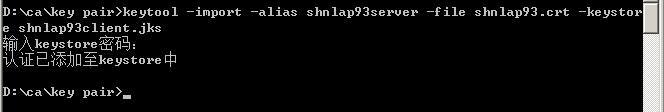 D:\ca\key pair>keytool -import -alias shnlap93server -file shnlap93.crt -keystor
e shnlap93client.jks
输入keystore密码：
认证已添加至keystore中
D:\ca\key pair>_